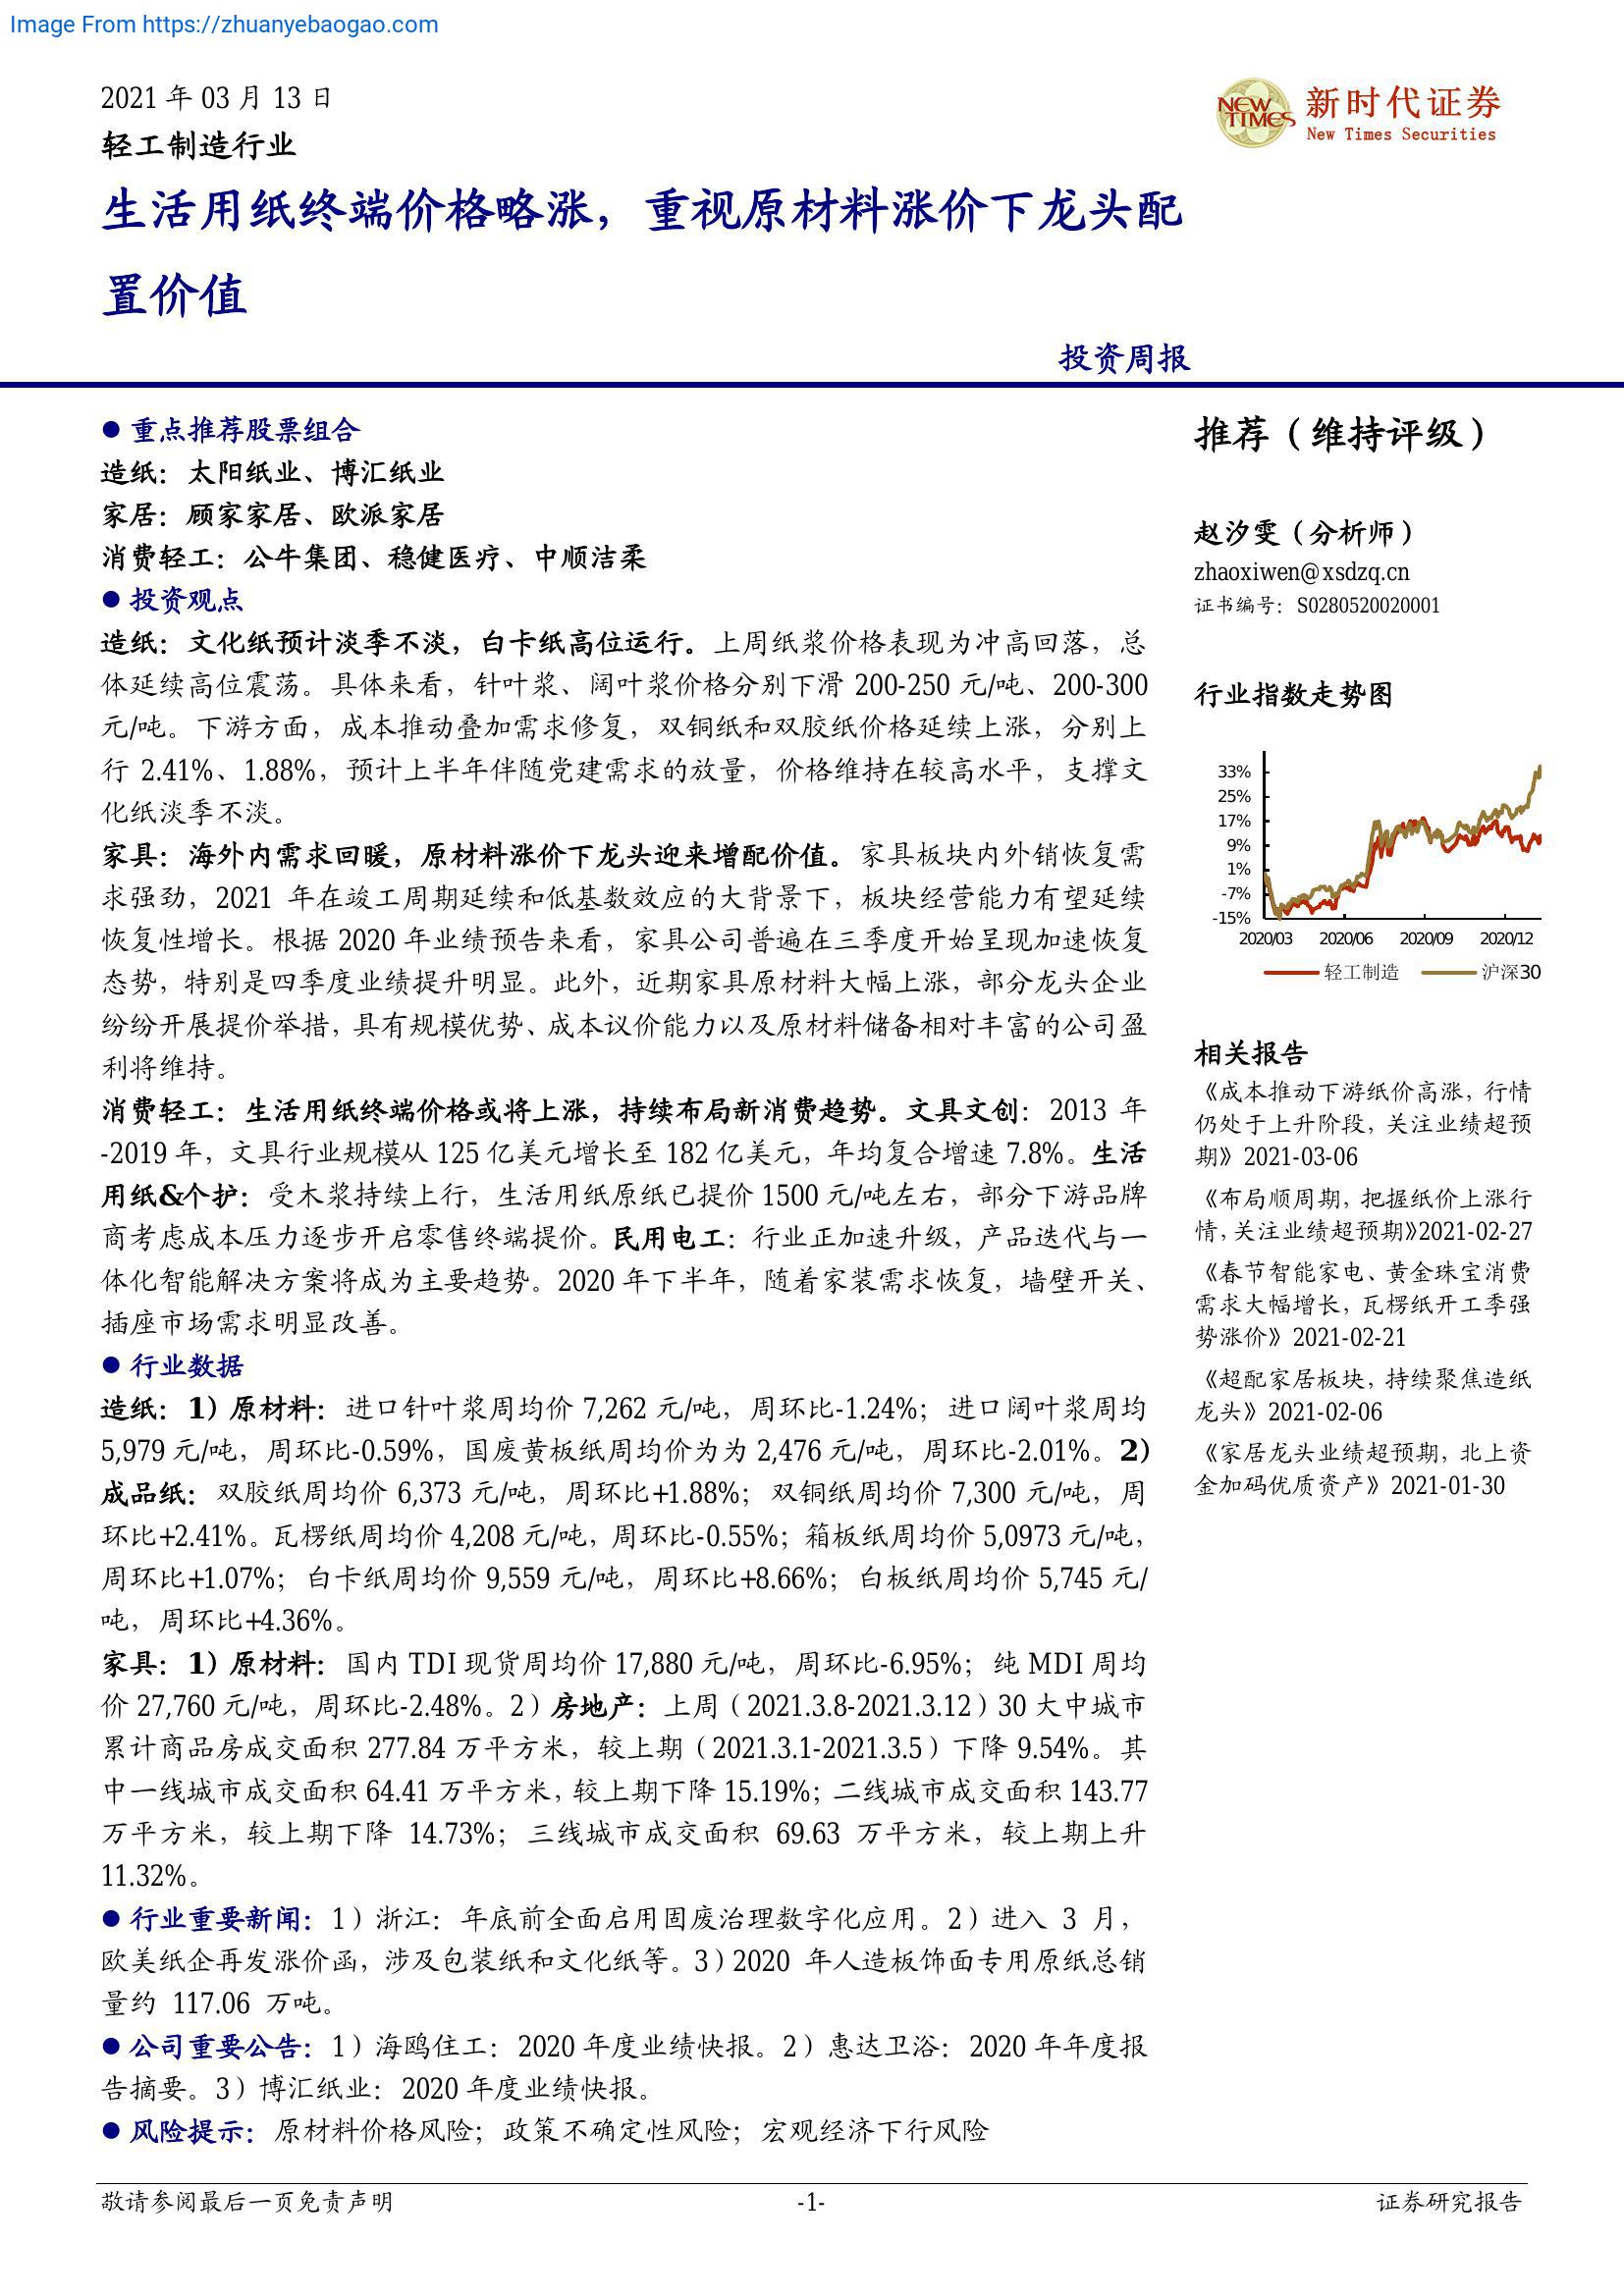 Image From https://zhuanyebaogao.com
2021 年 03 月 13 日
NEW TIMES
新时代证券
New Times Securities
轻工制造行业
生活用纸终端价格略涨，重视原材料涨价下龙头配
置价值
投资周报
● 重点推荐股票组合
造纸：太阳纸业、博汇纸业
家居：顾家家居、欧派家居
消费轻工：公牛集团、稳健医疗、中顺洁柔
● 投资观点
造纸：文化纸预计淡季不淡，白卡纸高位运行。上周纸浆价格表现为冲高回落，总
体延续高位震荡。具体来看，针叶浆、阔叶浆价格分别下滑 200-250 元/吨、200-300
元/吨。下游方面，成本推动叠加需求修复，双铜纸和双胶纸价格延续上涨，分别上
行 2.41%、1.88%，预计上半年伴随党建需求的放量，价格维持在较高水平，支撑文
化纸淡季不淡。
家具：海外内需求回暖，原材料涨价下龙头迎来增配价值。家具板块内外销恢复需
求强劲，2021 年在竣工周期延续和低基数效应的大背景下，板块经营能力有望延续
恢复性增长。根据 2020 年业绩预告来看，家具公司普遍在三季度开始呈现加速恢复
态势，特别是四季度业绩提升明显。此外，近期家具原材料大幅上涨，部分龙头企业
纷纷开展提价举措，具有规模优势、成本议价能力以及原材料储备相对丰富的公司盈
利将维持。
消费轻工：生活用纸终端价格或将上涨，持续布局新消费趋势。文具文创：2013 年
-2019 年，文具行业规模从 125 亿美元增长至 182 亿美元，年均复合增速 7.8%。生活
用纸&个护：受木浆持续上行，生活用纸原纸已提价 1500 元/吨左右，部分下游品牌
商考虑成本压力逐步开启零售终端提价。民用电工：行业正加速升级，产品迭代与一
体化智能解决方案将成为主要趋势。2020 年下半年，随着家装需求恢复，墙壁开关、
插座市场需求明显改善。
● 行业数据
造纸：1）原材料：进口针叶浆周均价 7,262 元/吨，周环比-1.24%；进口阔叶浆周均
5,979 元/吨，周环比-0.59%，国废黄板纸周均价为为 2,476 元/吨，周环比-2.01%。2）
成品纸：双胶纸周均价 6,373 元/吨，周环比+1.88%；双铜纸周均价 7,300 元/吨，周
环比+2.41%。瓦楞纸周均价 4,208 元/吨，周环比-0.55%；箱板纸周均价 5,0973 元/吨，
周环比+1.07%；白卡纸周均价 9,559 元/吨，周环比+8.66%；白板纸周均价 5,745 元/
吨，周环比+4.36%。
家具：1）原材料：国内 TDI 现货周均价 17,880 元/吨，周环比-6.95%；纯 MDI 周均
价 27,760 元/吨，周环比-2.48%。2）房地产：上周（2021.3.8-2021.3.12）30 大中城市
累计商品房成交面积 277.84 万平方米，较上期（2021.3.1-2021.3.5）下降 9.54%。其
中一线城市成交面积 64.41 万平方米，较上期下降 15.19%；二线城市成交面积 143.77
万平方米，较上期下降 14.73%；三线城市成交面积 69.63 万平方米，较上期上升
11.32%。
● 行业重要新闻：1）浙江：年底前全面启用固废治理数字化应用。2）进入 3 月，
欧美纸企再发涨价函，涉及包装纸和文化纸等。3）2020 年人造板饰面专用原纸总销
量约 117.06 万吨。
● 公司重要公告：1）海鸥住工：2020 年度业绩快报。2）惠达卫浴：2020 年年度报
告摘要。3）博汇纸业：2020 年度业绩快报。
● 风险提示：原材料价格风险；政策不确定性风险；宏观经济下行风险
推荐（维持评级）
赵汐雯（分析师）
zhaoxiwen@xsdzq.cn
证书编号：S0280520020001
行业指数走势图
33%
25%
17%
9%
1%
-7%
-15%
2020/03 2020/06 2020/09 2020/12
轻工制造 沪深30
相关报告
《成本推动下游纸价高涨，行情
仍处于上升阶段，关注业绩超预
期》2021-03-06
《布局顺周期，把握纸价上涨行
情，关注业绩超预期》2021-02-27
《春节智能家电、黄金珠宝消费
需求大幅增长，瓦楞纸开工季强
势涨价》2021-02-21
《超配家居板块，持续聚焦造纸
龙头》2021-02-06
《家居龙头业绩超预期，北上资
金加码优质资产》2021-01-30
敬请参阅最后一页免责声明 -1- 证券研究报告